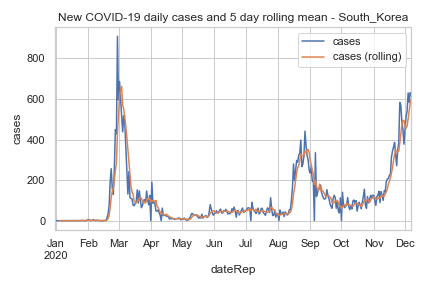 New COVID-19 daily cases and 5 day rolling mean - South_Korea
cases
cases (rolling)
800
600
400
200
0
cases
Jan Feb Mar Apr May Jun Jul Aug Sep Oct Nov Dec
2020
dateRep